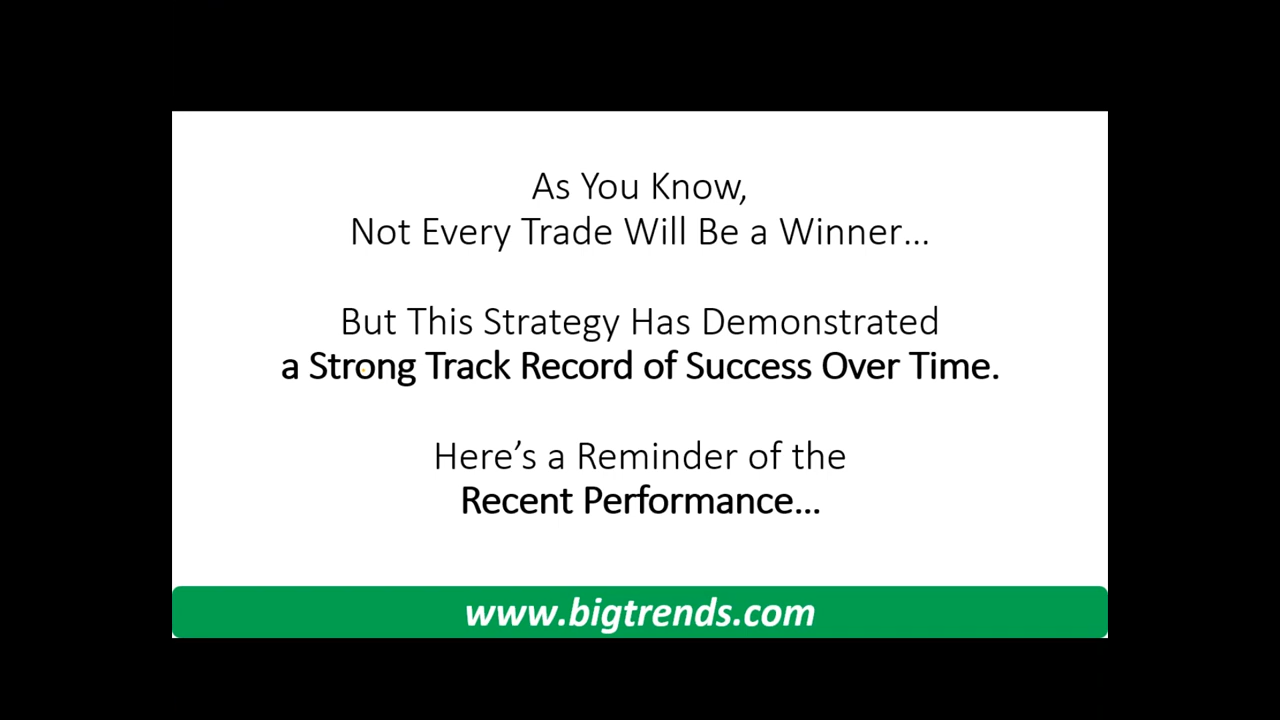 As You Know,
Not Every Trade Will Be a Winner...
But This Strategy Has Demonstrated
a Strong Track Record of Success Over Time.
Here’s a Reminder of the
Recent Performance...
www.bigtrends.com